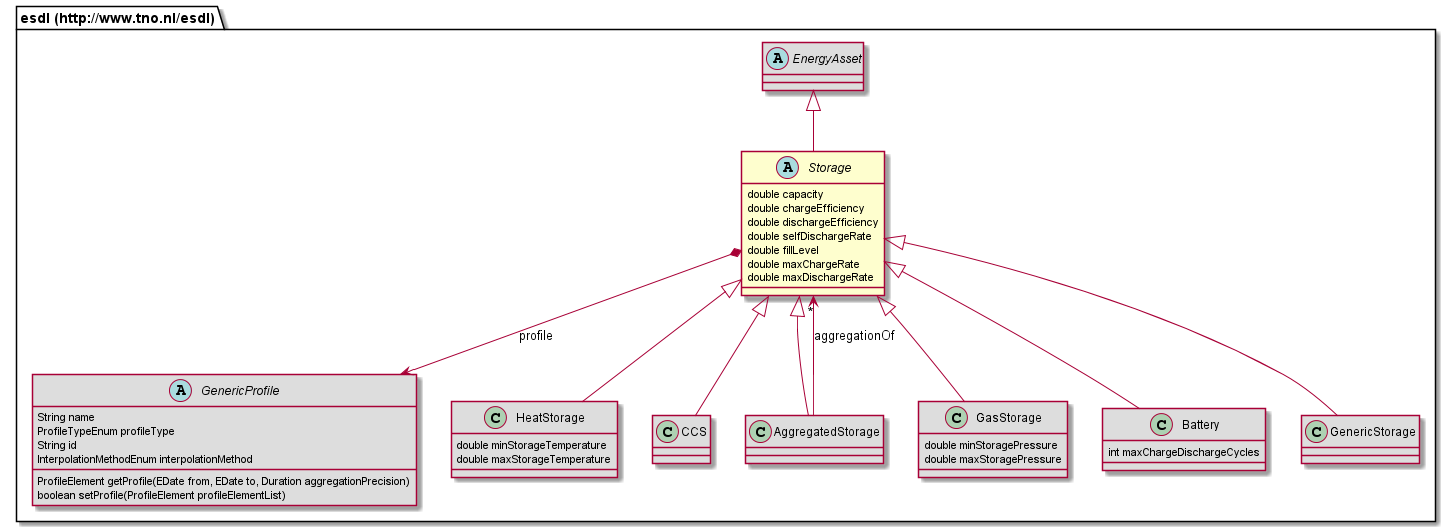 esdl (http://www.tno.nl/esdl)
A EnergyAsset
A Storage
double capacity
double chargeEfficiency
double dischargeEfficiency
double selfDischargeRate
double fillLevel
double maxChargeRate
double maxDischargeRate
*
profile
aggregationOf
A GenericProfile
String name
ProfileTypeEnum profileType
String id
InterpolationMethodEnum interpolationMethod
ProfileElement getProfile(EDate from, EDate to, Duration aggregationPrecision)
boolean setProfile(ProfileElement profileElementList)
C HeatStorage
double minStorageTemperature
double maxStorageTemperature
C CCS
C AggregatedStorage
C GasStorage
double minStoragePressure
double maxStoragePressure
C Battery
int maxChargeDischargeCycles
C GenericStorage